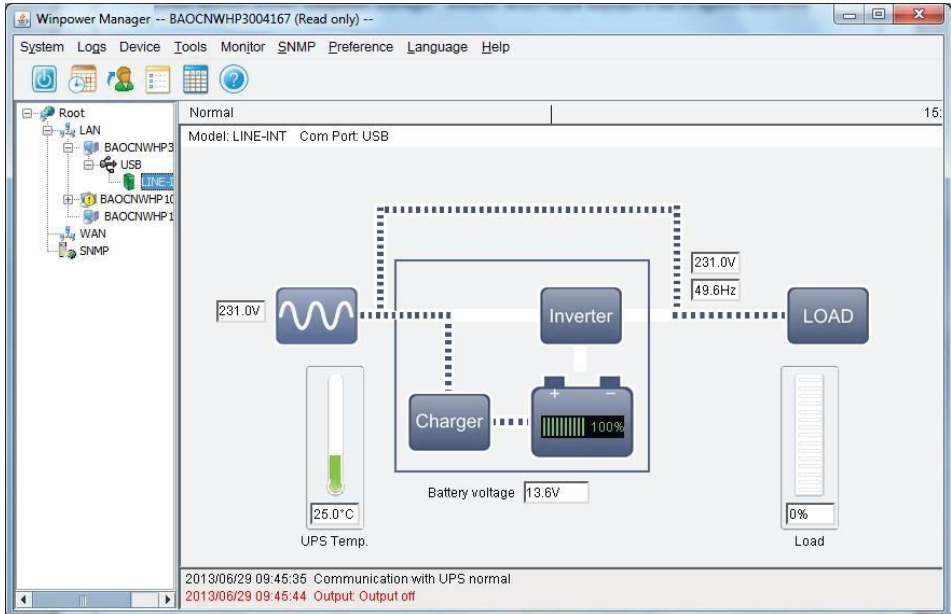 Winpower Manager -- BAOCNWHP3004167 (Read only) --
System Logs Device Tools Monitor SNMP Preference Language Help
Root
LAN
BAOCNWHP3
USB
LINE-I
BAOCNWHP10
BAOCNWHP1
WAN
SNMP
Normal 15:
Model: LINE-INT Com Port: USB
231.0V
49.6Hz
231.0V
Inverter
LOAD
Charger
+ −
100%
Battery voltage 13.6V
25.0°C
UPS Temp.
0%
Load
2013/06/29 09:45:35 Communication with UPS normal
2013/06/29 09:45:44 Output: Output off